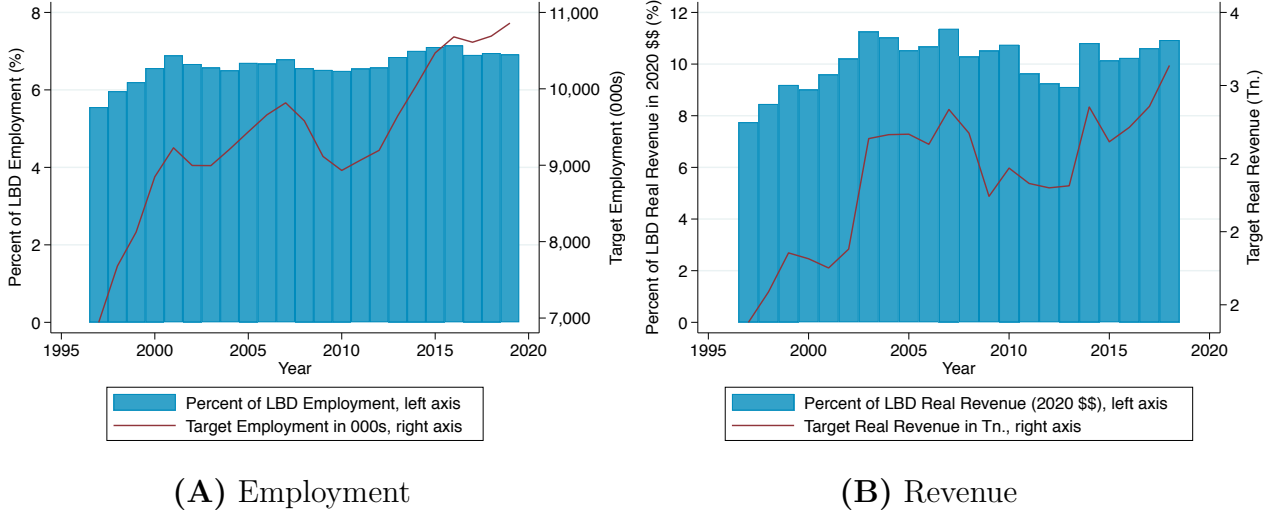 Percent of LBD Employment (%)
8
6
4
2
0
11,000
10,000
9,000
8,000
7,000
Target Employment (000s)
1995 2000 2005 2010 2015 2020
Year
Percent of LBD Employment, left axis
Target Employment in 000s, right axis
(A) Employment
Percent of LBD Real Revenue in 2020 $$ (%)
12
10
8
6
4
2
0
4
3
2
2
2
Target Real Revenue (Tn.)
1995 2000 2005 2010 2015 2020
Year
Percent of LBD Real Revenue (2020 $$), left axis
Target Real Revenue in Tn., right axis
(B) Revenue